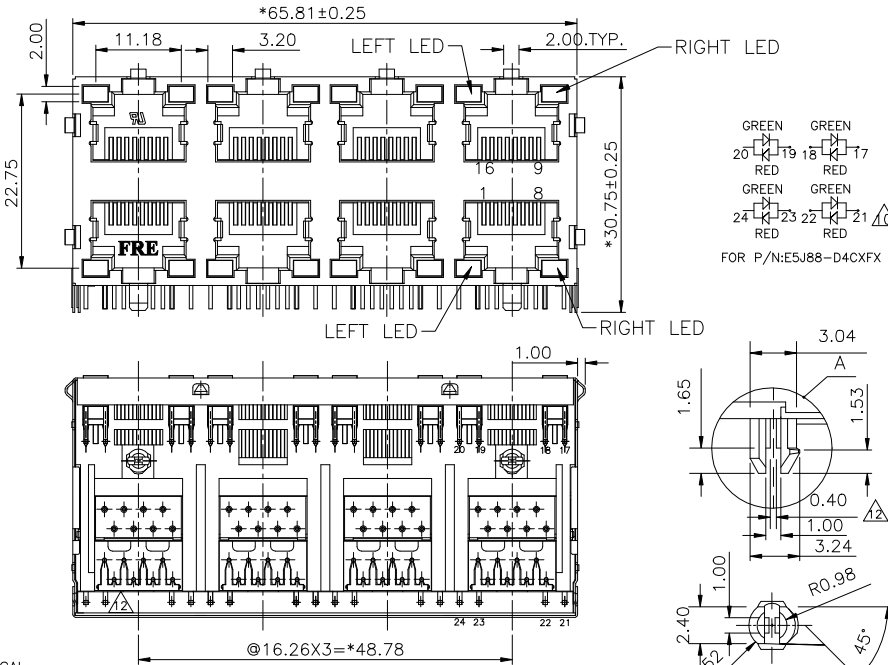 *65.81±0.25
2.00
11.18
3.20
LEFT LED
2.00.TYP.
RIGHT LED
22.75
16 9
1 8
FRE
*30.75±0.25
LEFT LED
RIGHT LED
GREEN GREEN
20 19 18 17
RED RED
GREEN GREEN
24 23 22 21
RED RED
FOR P/N:E5J88-D4CXFX
1.00
20 19 18 17
12
24 23 22 21
@16.26X3=*48.78
3.04
A
1.65
1.53
0.40
12
1.00
3.24
1.00
R0.98
2.40
45°